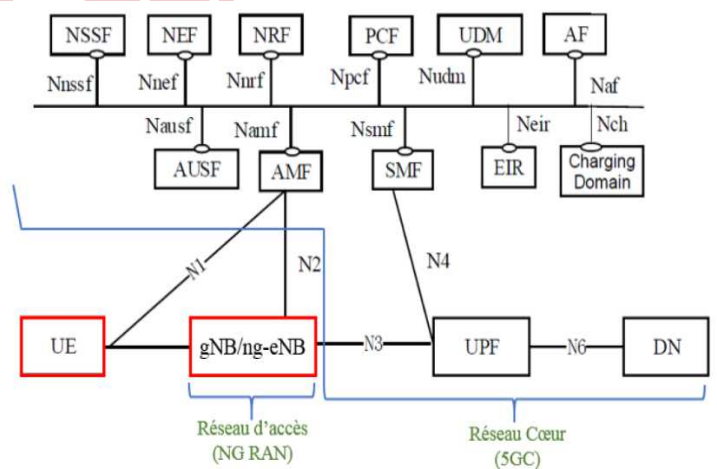 NSSF NEF NRF PCF UDM AF
Nnssf Nnef Nnrf Npcf Nudm Naf
Nausf Namf Nsmf Neir Nch
AUSF AMF SMF EIR Charging
Domain
N1 N2 N4
UE gNB/ng-eNB N3 UPF N6 DN
Réseau d’accès
(NG RAN)
Réseau Cœur
(5GC)